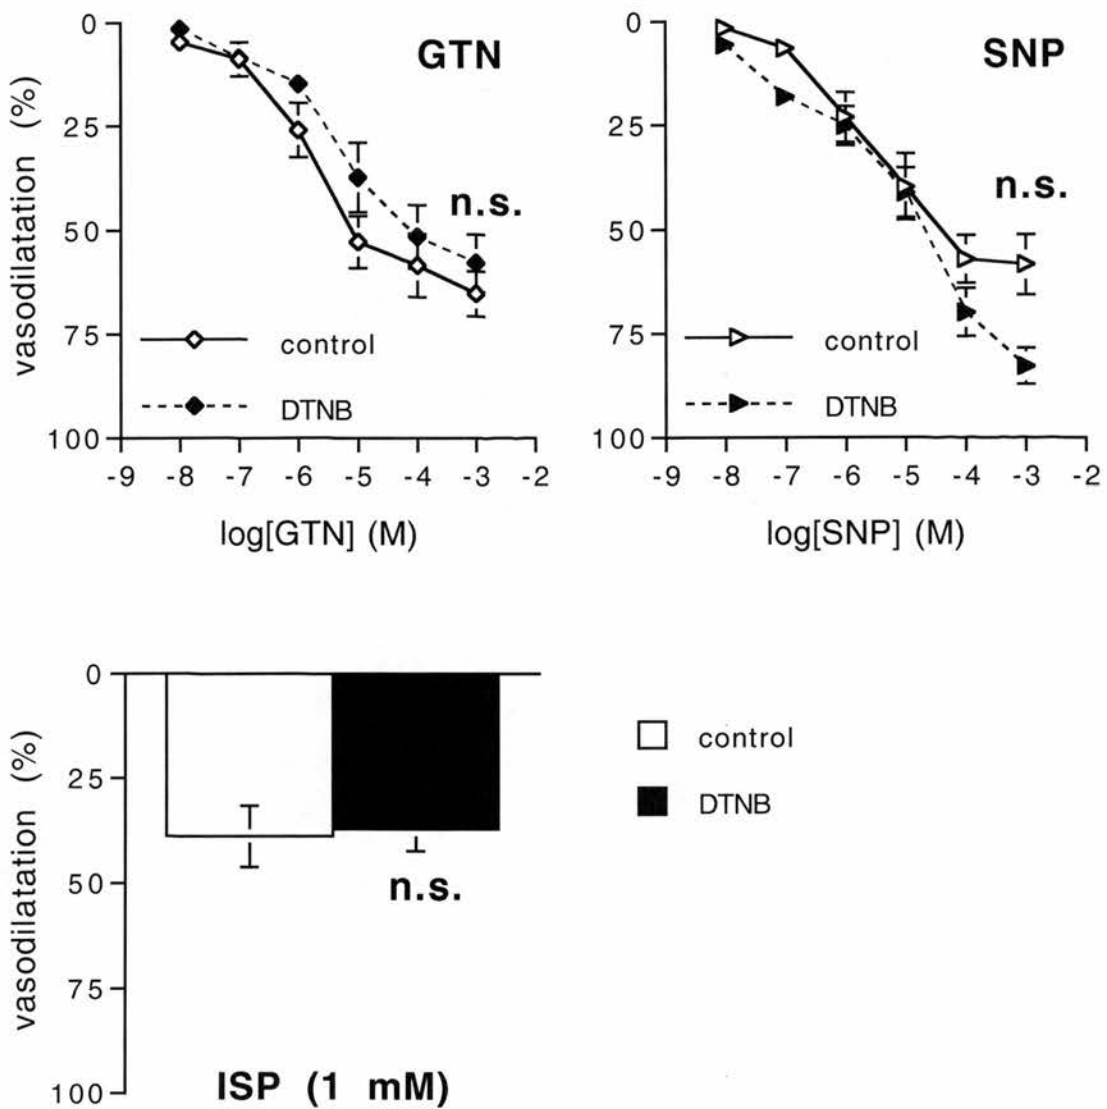 GTN
vasodilatation (%)
0
25
50
75
100
n.s.
control
DTNB
-9 -8 -7 -6 -5 -4 -3 -2
log[GTN] (M)
SNP
0
25
50
75
100
n.s.
control
DTNB
-9 -8 -7 -6 -5 -4 -3 -2
log[SNP] (M)
vasodilatation (%)
0
25
50
75
100
n.s.
ISP (1 mM)
control
DTNB